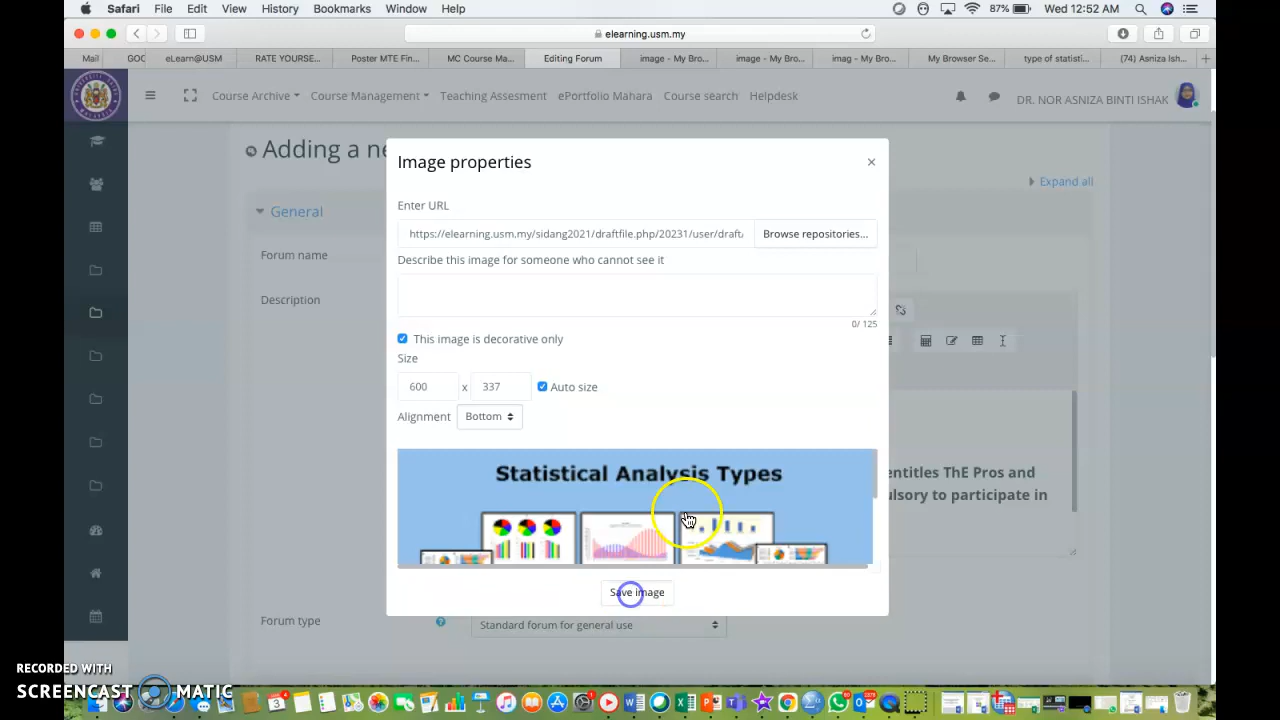 Safari File Edit View History Bookmarks Window Help 87% Wed 12:52 AM
elearning.usm.my
Mail GOO eLearn@USM RATE YOURSE... Poster MTE Fin... MC Course Ma... Editing Forum image - My Bro... image - My Bro... imag - My Bro... My Browser Se... type of statisti... (74) Asniza Ish...
Course Archive Course Management Teaching Assesment ePortfolio Mahara Course search Helpdesk DR. NOR ASNIZA BINTI ISHAK
Adding a ne
Expand all
General
Forum name
Description
entitles ThE Pros and
ulsory to participate in
Forum type
Standard forum for general use
Image properties
Enter URL
https://elearning.usm.my/sidang2021/draftfile.php/20231/user/draft/ Browse repositories...
Describe this image for someone who cannot see it
0/ 125
This image is decorative only
Size
600 x 337 Auto size
Alignment Bottom
Statistical Analysis Types
Save image
RECORDED WITH
SCREENCAST MATIC